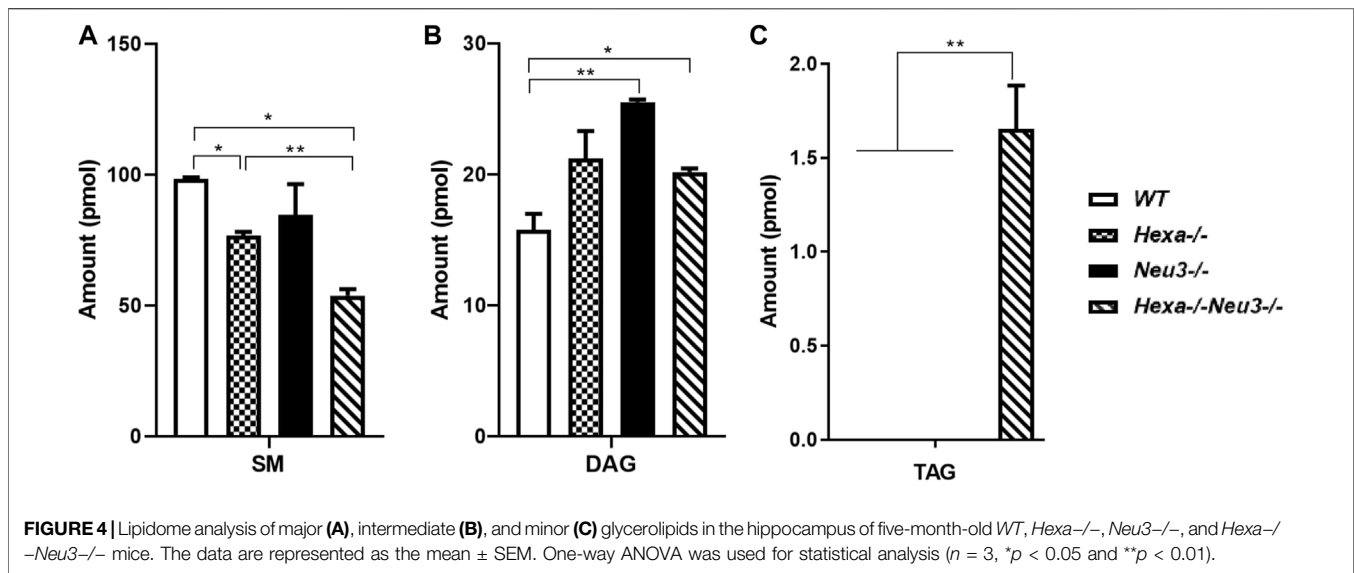 A
150
100
50
0
Amount (pmol)
*
*
**
SM
B
30
20
10
0
Amount (pmol)
*
**
DAG
C
2.0
1.5
1.0
0.5
0.0
Amount (pmol)
**
TAG
WT
Hexa-/-
Neu3-/-
Hexa-/-Neu3-/-
FIGURE 4 | Lipidome analysis of major (A), intermediate (B), and minor (C) glycerolipids in the hippocampus of five-month-old WT, Hexa−/−, Neu3−/−, and Hexa−/
−Neu3−/− mice. The data are represented as the mean ± SEM. One-way ANOVA was used for statistical analysis (n = 3, *p < 0.05 and **p < 0.01).